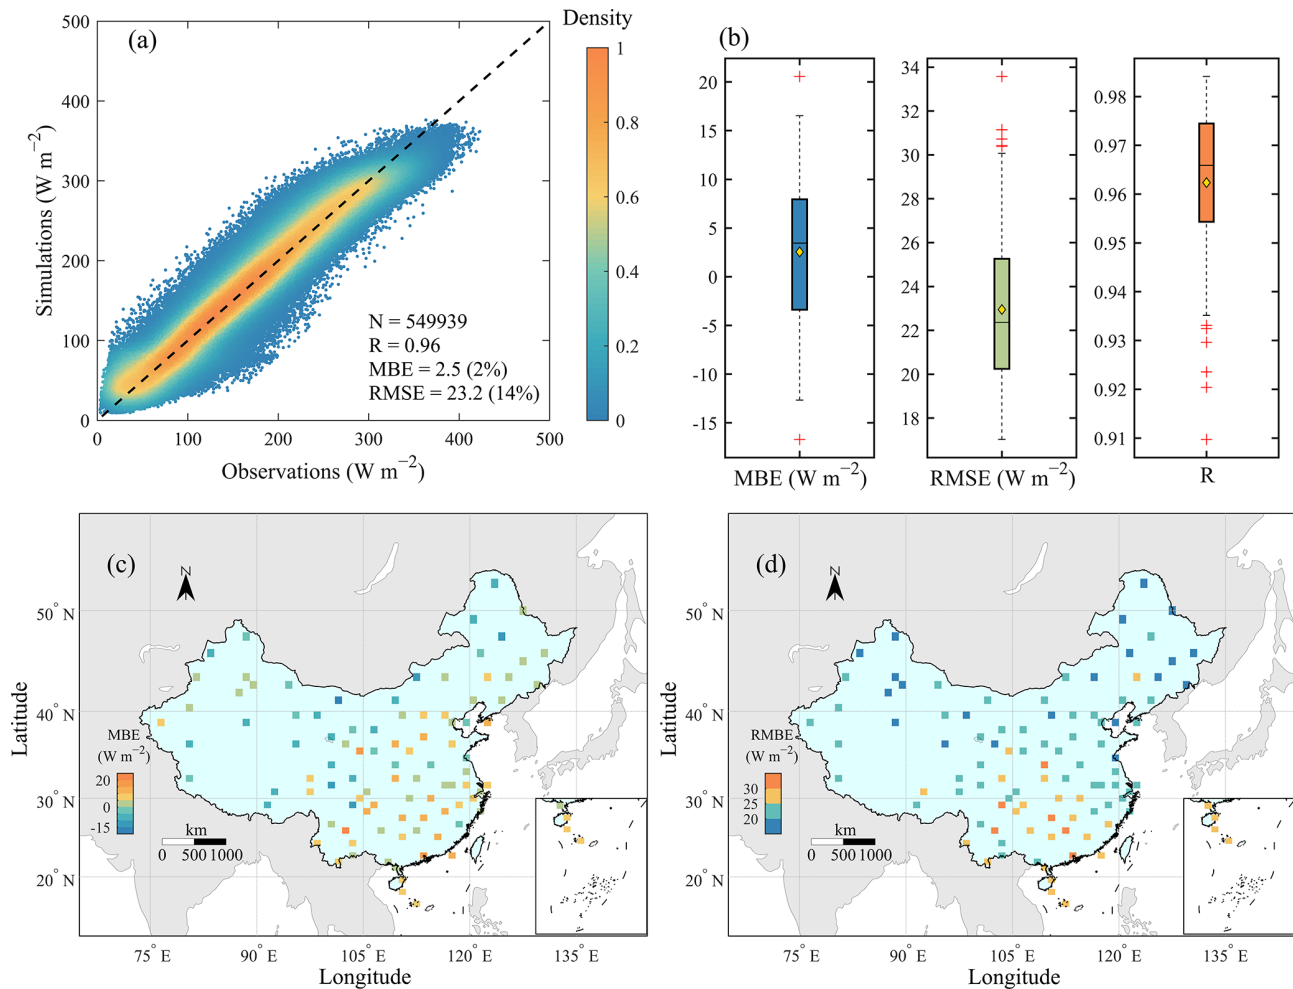 (a)
Density
500
400
300
200
100
0
0
100
200
300
400
500
Simulations (W m−2)
Observations (W m−2)
N = 549939
R = 0.96
MBE = 2.5 (2%)
RMSE = 23.2 (14%)
1
0.8
0.6
0.4
0.2
0
(b)
20
15
10
5
0
-5
-10
-15
MBE (W m−2)
34
32
30
28
26
24
22
20
18
RMSE (W m−2)
0.98
0.97
0.96
0.95
0.94
0.93
0.92
0.91
R
(c)
N
50° N
40° N
30° N
20° N
Latitude
MBE
(W m−2)
20
0
-15
km
0 500 1000
75° E
90° E
105° E
120° E
135° E
Longitude
(d)
N
50° N
40° N
30° N
20° N
Latitude
RMBE
(W m−2)
30
25
20
km
0 500 1000
75° E
90° E
105° E
120° E
135° E
Longitude